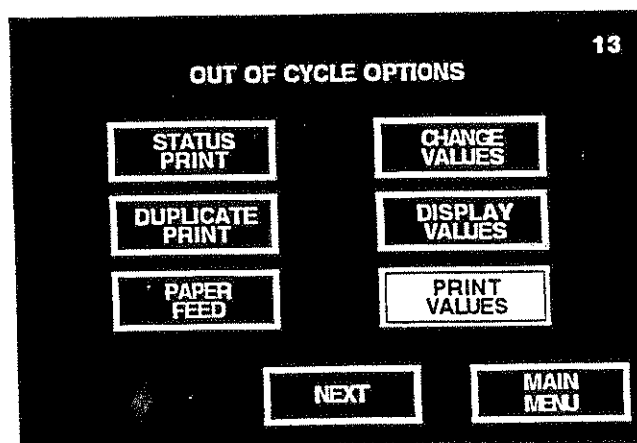 13
OUT OF CYCLE OPTIONS
STATUS
PRINT
CHANGE
VALUES
DUPLICATE
PRINT
DISPLAY
VALUES
PAPER
FEED
PRINT
VALUES
NEXT
MAIN
MENU